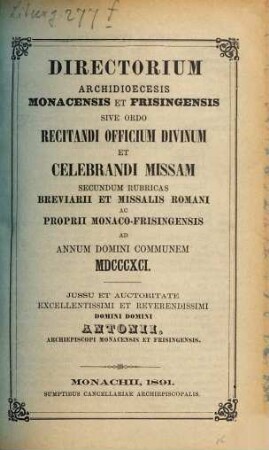 Liturg. 277 f
DIRECTORIUM
ARCHIDIOECESIS
MONACENSIS ET FRISINGENSIS
SIVE ORDO
RECITANDI OFFICIUM DIVINUM
ET
CELEBRANDI MISSAM
SECUNDUM RUBRICAS
BREVIARII ET MISSALIS ROMANI
AC
PROPRII MONACO-FRISINGENSIS
AD
ANNUM DOMINI COMMUNEM
MDCCCXCI.
JUSSU ET AUCTORITATE
EXCELLENTISSIMI ET REVERENDISSIMI
DOMINI DOMINI
ANTONII,
ARCHIEPISCOPI MONACENSIS ET FRISINGENSIS.
MONACHII, 1891.
SUMPTIBUS CANCELLARIAE ARCHIEPISCOPALIS.